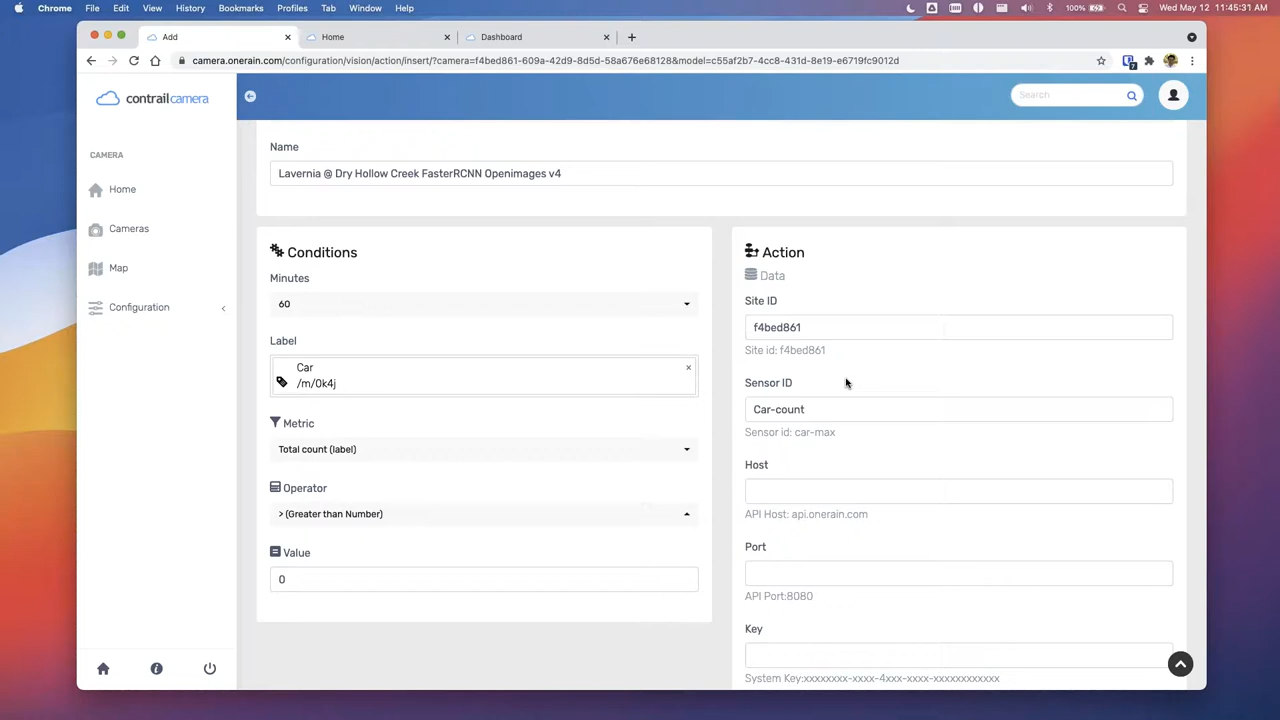 Chrome File Edit View History Bookmarks Profiles Tab Window Help 100% Wed May 12 11:45:31 AM
Add × Home × Dashboard × +
camera.onerain.com/configuration/vision/action/insert/?camera=f4bed861-609a-42d9-8d5d-58a676e68128&model=c55af2b7-4cc8-431d-8e19-e6719fc9012d
contrailcamera
Search
CAMERA
Home
Cameras
Map
Configuration
Name
Lavernia @ Dry Hollow Creek FasterRCNN Openimages v4
Conditions
Minutes
60
Label
Car ×
/m/0k4j
Metric
Total count (label)
Operator
> (Greater than Number)
Value
0
Action
Data
Site ID
f4bed861
Site id: f4bed861
Sensor ID
Car-count
Sensor id: car-max
Host
API Host: api.onerain.com
Port
API Port:8080
Key
System Key:xxxxxxxx-xxxx-4xxx-xxxx-xxxxxxxxxxxx